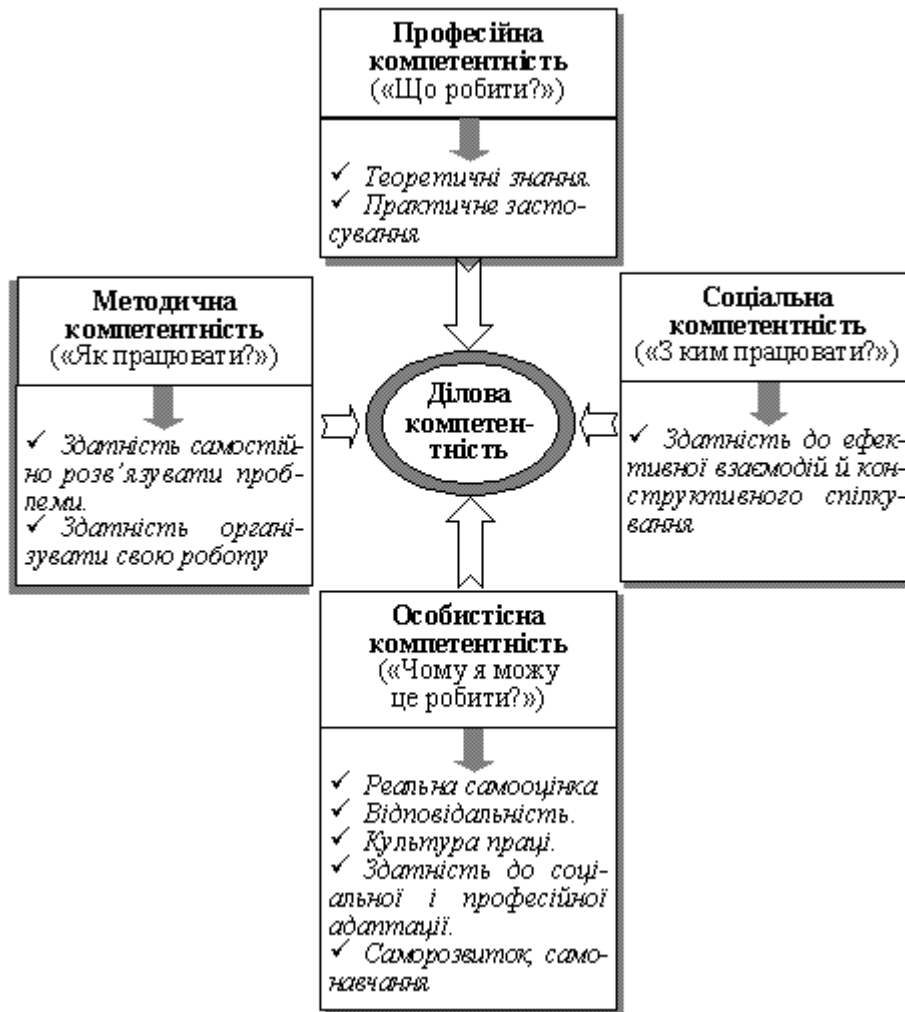 Професійна
компетентність
(«Що робити?»)
✓ Теоретичні знання.
✓ Практичне засто-
сування
Методична
компетентність
(«Як працювати?»)
✓ Здатність самостій-
но розв’язувати проб-
леми.
✓ Здатність органі-
зувати свою роботу
Ділова
компетен-
тність
Соціальна
компетентність
(«З ким працювати?»)
✓ Здатність до ефек-
тивної взаємодій й кон-
структивного спілку-
вання
Особистісна
компетентність
(«Чому я можу
це робити?»)
✓ Реальна самооцінка
✓ Відповідальність.
✓ Культура праці.
✓ Здатність до соці-
альної і професійної
адаптації.
✓ Саморозвиток, само-
навчання